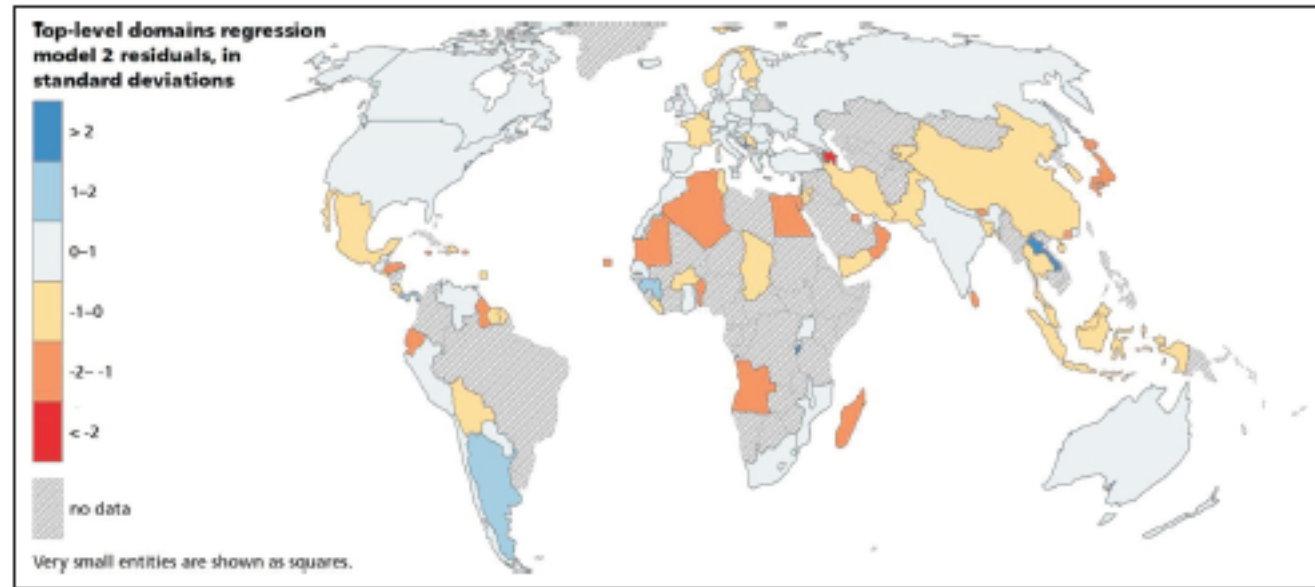 Top-level domains regression
model 2 residuals, in
standard deviations
> 2
1–2
0–1
-1–0
-2– -1
< -2
no data
Very small entities are shown as squares.